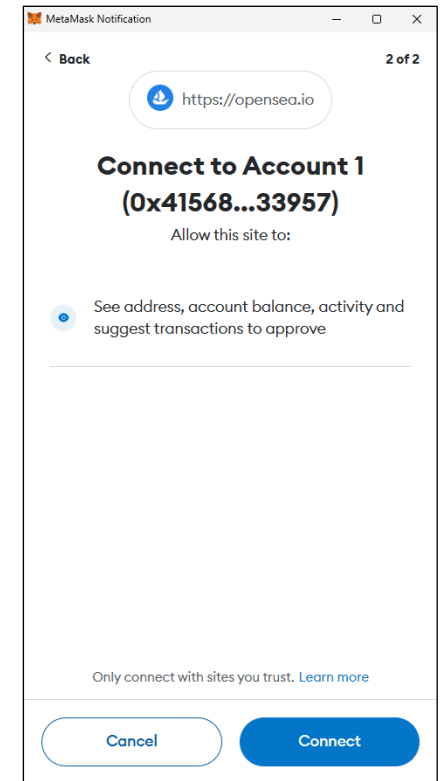 MetaMask Notification
< Back
2 of 2
https://opensea.io
Connect to Account 1
(0x41568...33957)
Allow this site to:
See address, account balance, activity and
suggest transactions to approve
Only connect with sites you trust. Learn more
Cancel
Connect